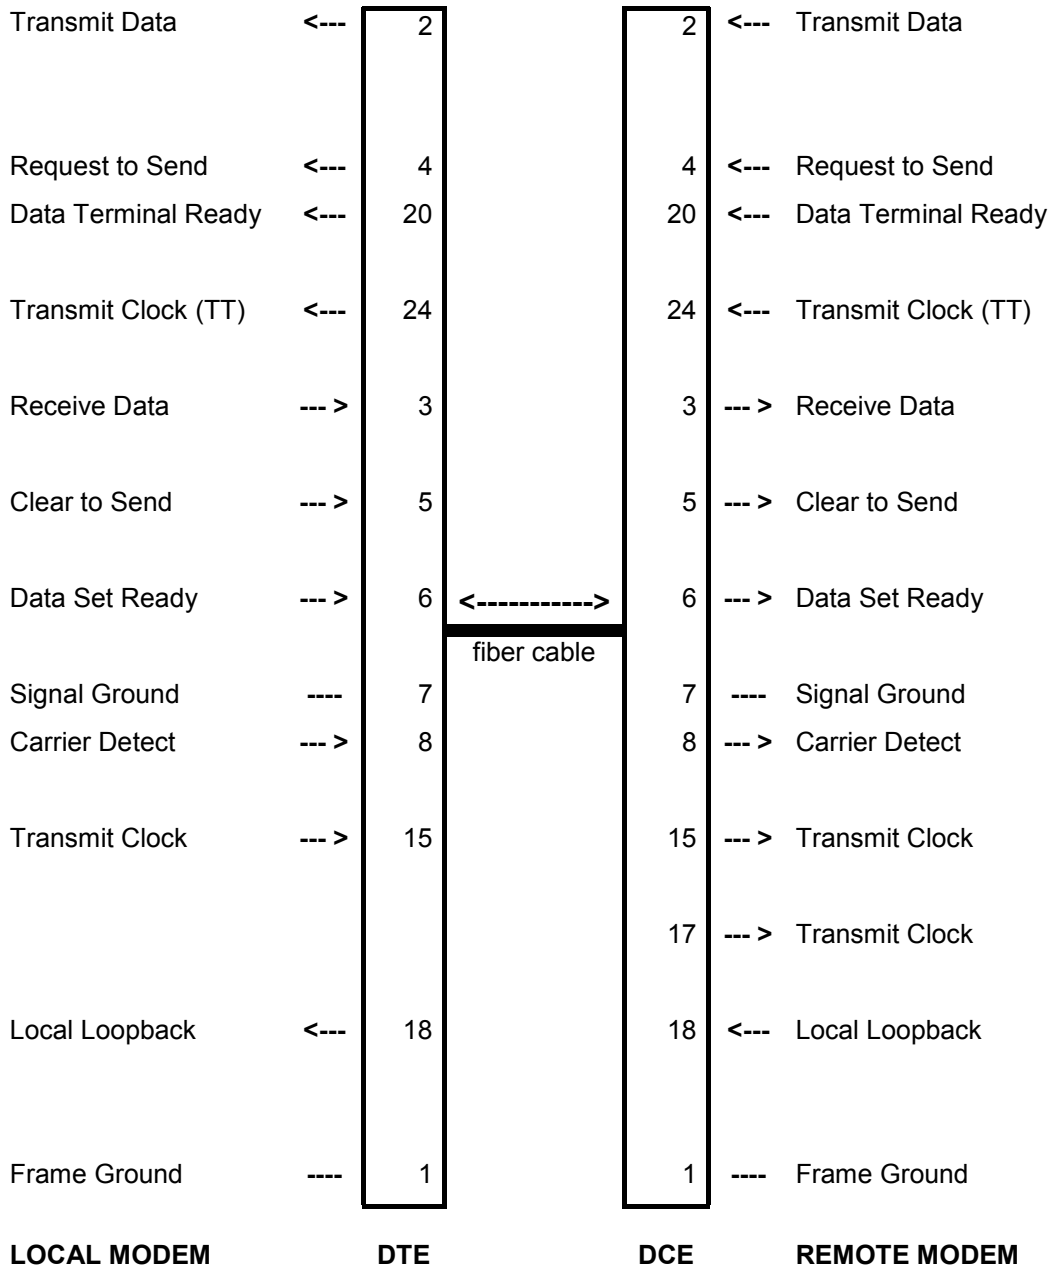 Transmit Data <--- 2 2 <--- Transmit Data
Request to Send <--- 4 4 <--- Request to Send
Data Terminal Ready <--- 20 20 <--- Data Terminal Ready
Transmit Clock (TT) <--- 24 24 <--- Transmit Clock (TT)
Receive Data --- > 3 3 --- > Receive Data
Clear to Send --- > 5 5 --- > Clear to Send
Data Set Ready --- > 6 <-----------> 6 --- > Data Set Ready
fiber cable
Signal Ground ---- 7 7 ---- Signal Ground
Carrier Detect --- > 8 8 --- > Carrier Detect
Transmit Clock --- > 15 15 --- > Transmit Clock
17 --- > Transmit Clock
Local Loopback <--- 18 18 <--- Local Loopback
Frame Ground ---- 1 1 ---- Frame Ground
LOCAL MODEM DTE DCE REMOTE MODEM